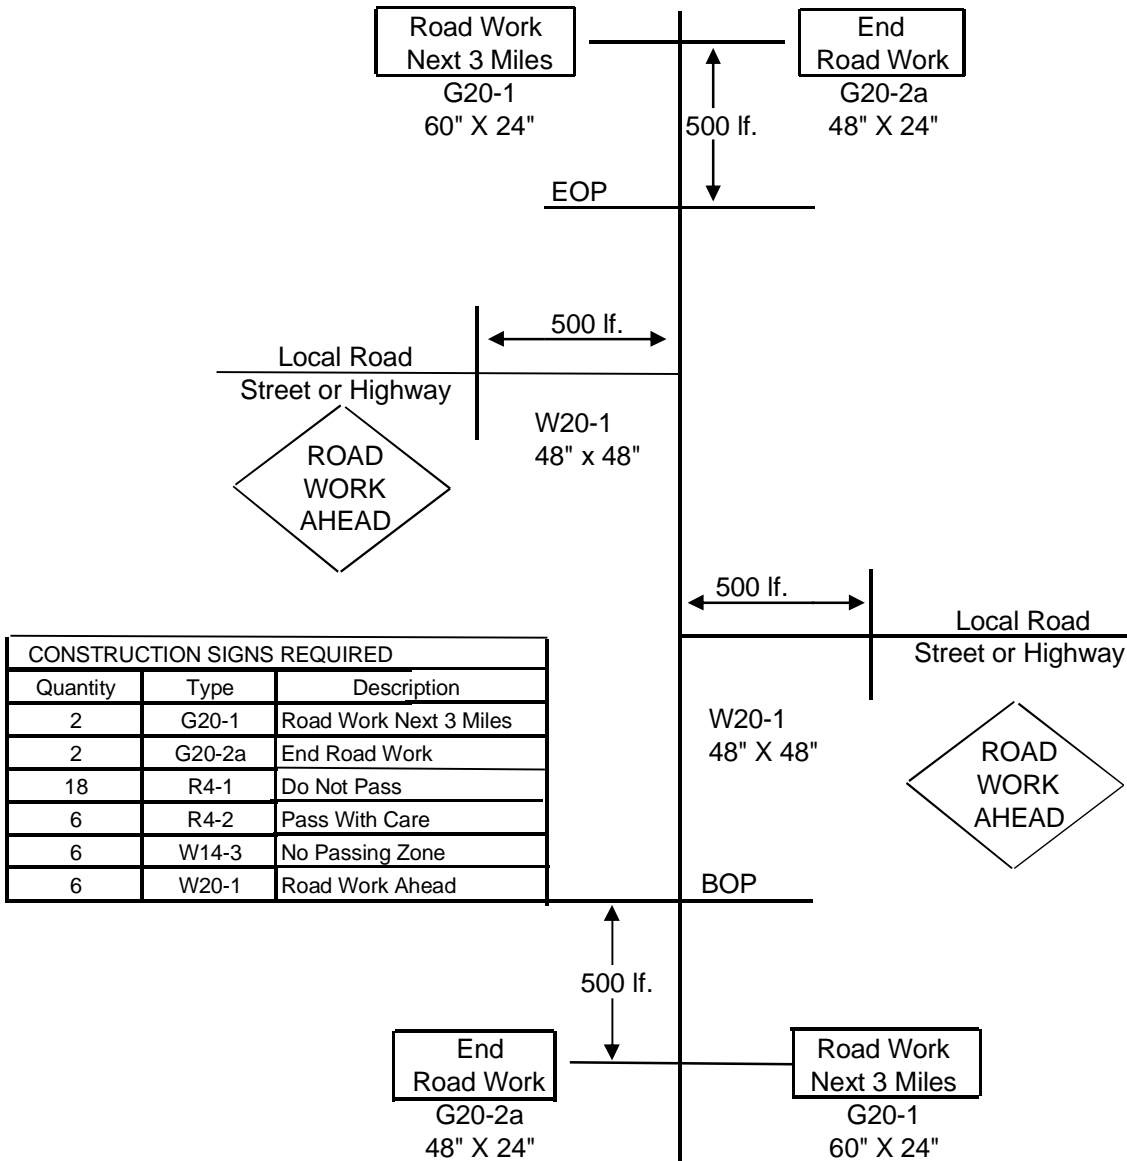 Road Work
Next 3 Miles
G20-1
60" X 24"
End
Road Work
G20-2a
48" X 24"
500 lf.
EOP
500 lf.
Local Road
Street or Highway
W20-1
48" x 48"
ROAD
WORK
AHEAD
500 lf.
Local Road
Street or Highway
W20-1
48" X 48"
ROAD
WORK
AHEAD
CONSTRUCTION SIGNS REQUIRED
Quantity Type Description
2 G20-1 Road Work Next 3 Miles
2 G20-2a End Road Work
18 R4-1 Do Not Pass
6 R4-2 Pass With Care
6 W14-3 No Passing Zone
6 W20-1 Road Work Ahead
BOP
500 lf.
End
Road Work
G20-2a
48" X 24"
Road Work
Next 3 Miles
G20-1
60" X 24"